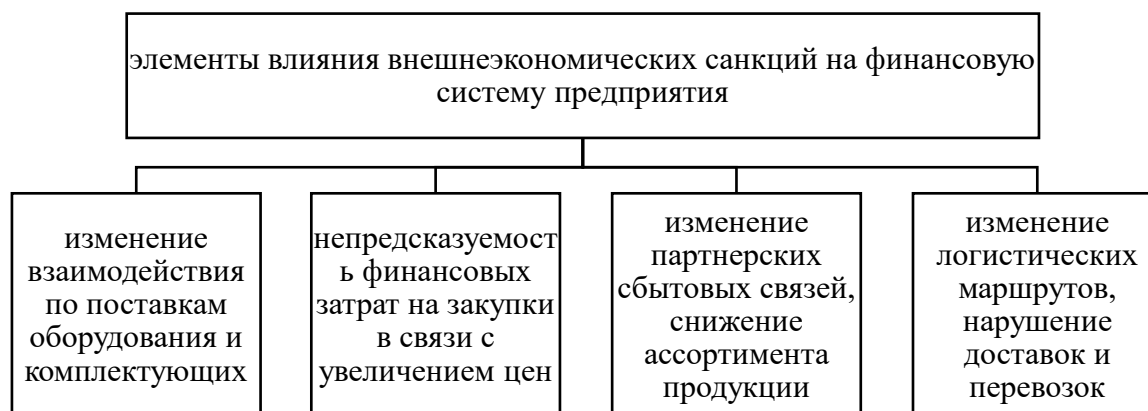 элементы влияния внешнеэкономических санкций на финансовую
систему предприятия
изменение
взаимодействия
по поставкам
оборудования и
комплектующих
непредсказуемост
ь финансовых
затрат на закупки
в связи с
увеличением цен
изменение
партнерских
сбытовых связей,
снижение
ассортимента
продукции
изменение
логистических
маршрутов,
нарушение
доставок и
перевозок